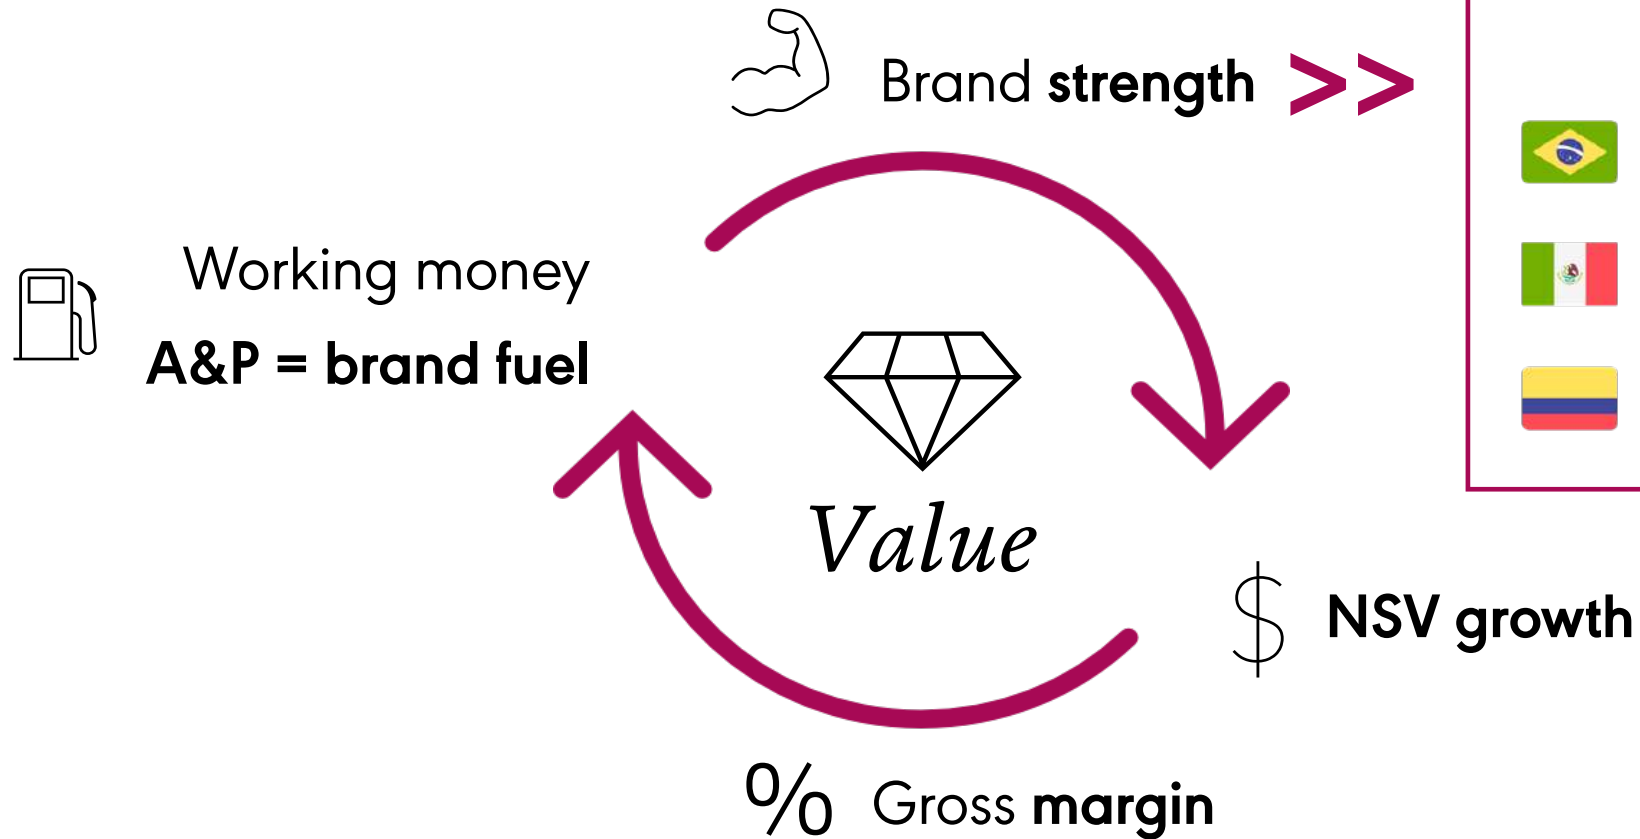 Brand strength >>
Working money
A&P = brand fuel
Value
$ NSV growth
% Gross margin